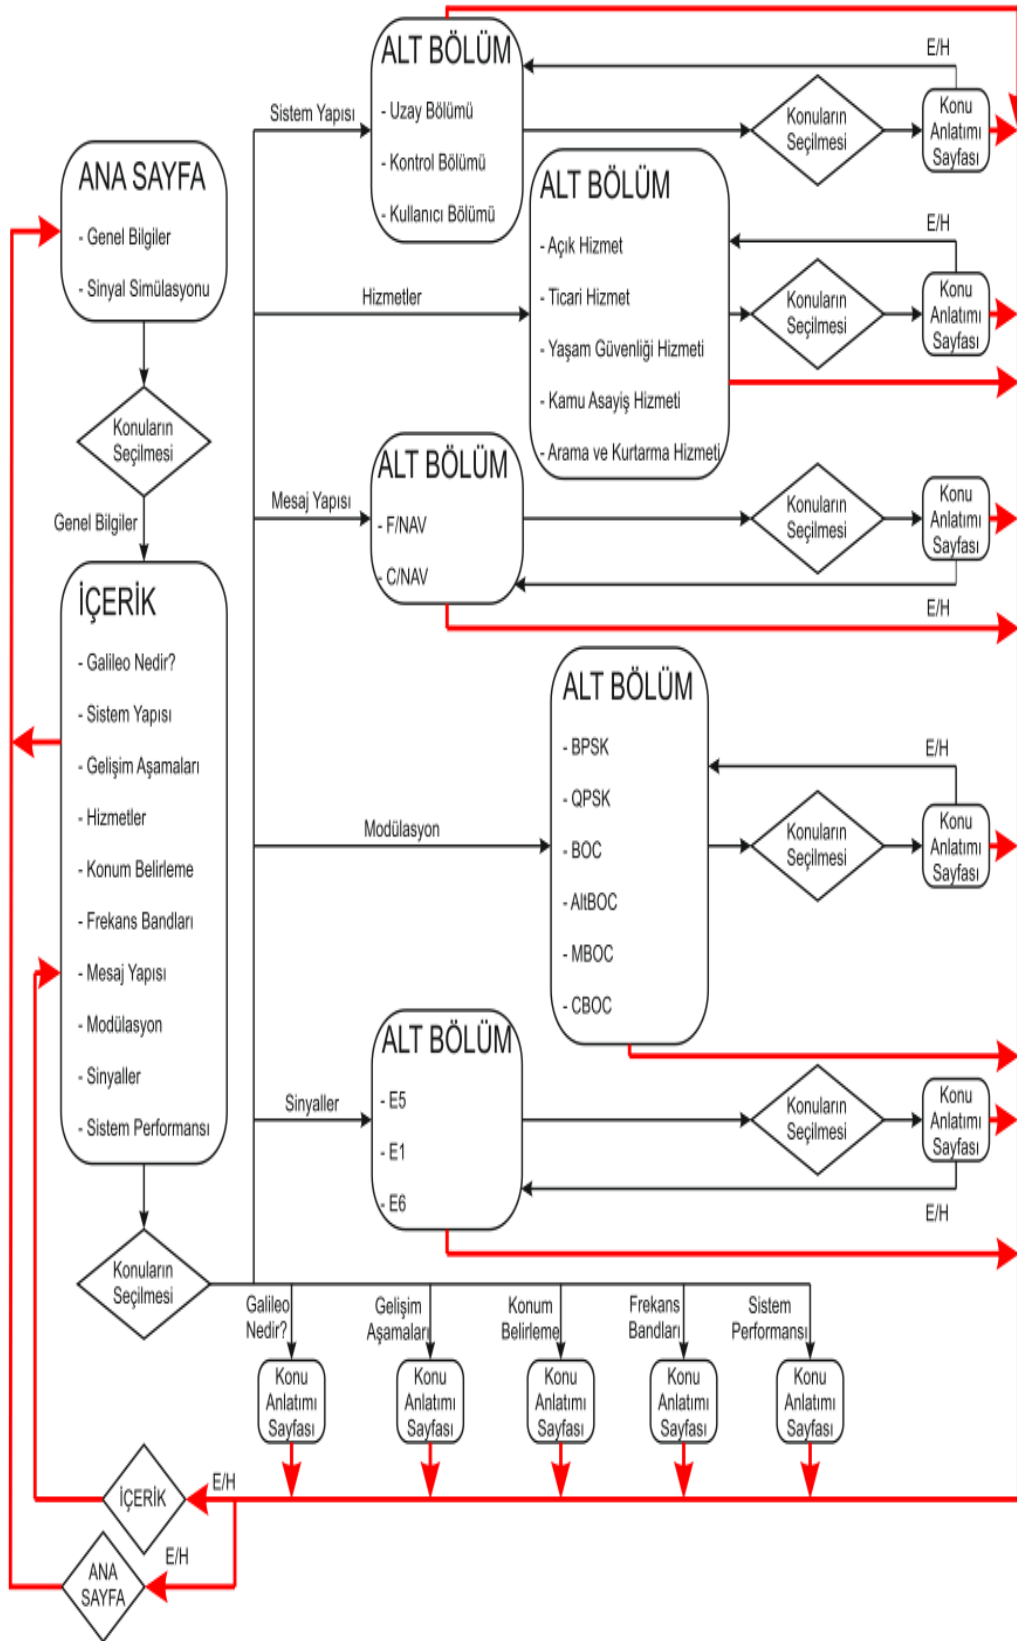 ANA SAYFA
- Genel Bilgiler
- Sinyal Simülasyonu
Konuların
Seçilmesi
Genel Bilgiler
İÇERİK
- Galileo Nedir?
- Sistem Yapısı
- Gelişim Aşamaları
- Hizmetler
- Konum Belirleme
- Frekans Bandları
- Mesaj Yapısı
- Modülasyon
- Sinyaller
- Sistem Performansı
Konuların
Seçilmesi
Sistem Yapısı
ALT BÖLÜM
- Uzay Bölümü
- Kontrol Bölümü
- Kullanıcı Bölümü
Konuların
Seçilmesi
E/H
Konu
Anlatımı
Sayfası
Hizmetler
ALT BÖLÜM
- Açık Hizmet
- Ticari Hizmet
- Yaşam Güvenliği Hizmeti
- Kamu Asayiş Hizmeti
- Arama ve Kurtarma Hizmeti
Konuların
Seçilmesi
E/H
Konu
Anlatımı
Sayfası
Mesaj Yapısı
ALT BÖLÜM
- F/NAV
- C/NAV
Konuların
Seçilmesi
Konu
Anlatımı
Sayfası
E/H
Modülasyon
ALT BÖLÜM
- BPSK
- QPSK
- BOC
- AltBOC
- MBOC
- CBOC
Konuların
Seçilmesi
E/H
Konu
Anlatımı
Sayfası
Sinyaller
ALT BÖLÜM
- E5
- E1
- E6
Konuların
Seçilmesi
Konu
Anlatımı
Sayfası
E/H
Galileo
Nedir?
Konu
Anlatımı
Sayfası
Gelişim
Aşamaları
Konu
Anlatımı
Sayfası
Konum
Belirleme
Konu
Anlatımı
Sayfası
Frekans
Bandları
Konu
Anlatımı
Sayfası
Sistem
Performansı
Konu
Anlatımı
Sayfası
E/H
İÇERİK
E/H
ANA
SAYFA